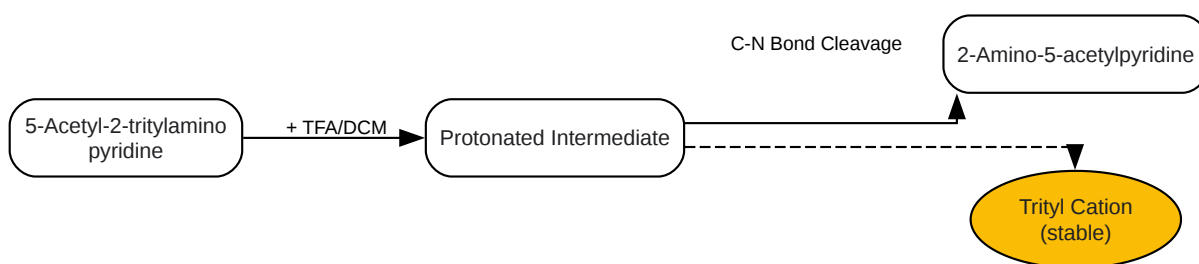 C-N Bond Cleavage
2-Amino-5-acetylpyridine
5-Acetyl-2-tritylamino
pyridine
+ TFA/DCM
Protonated Intermediate
Trityl Cation
(stable)